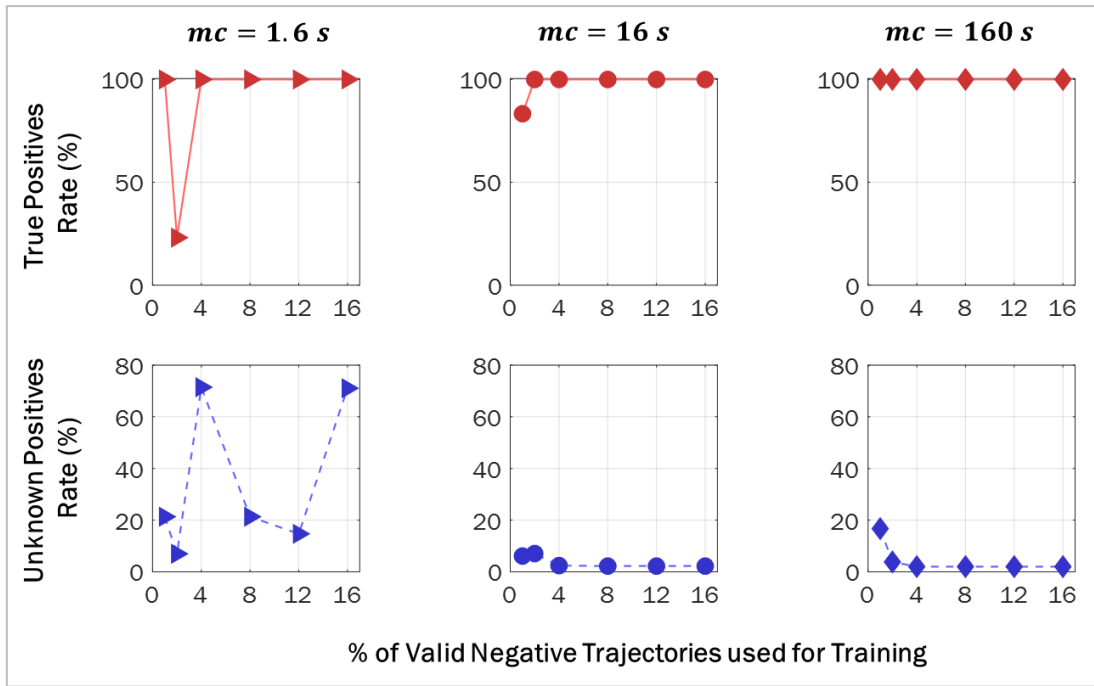 mc = 1.6 s
mc = 16 s
mc = 160 s
True Positives
Rate (%)
100
50
0
0 4 8 12 16
100
50
0
0 4 8 12 16
100
50
0
0 4 8 12 16
Unknown Positives
Rate (%)
80
60
40
20
0
0 4 8 12 16
80
60
40
20
0
0 4 8 12 16
80
60
40
20
0
0 4 8 12 16
% of Valid Negative Trajectories used for Training